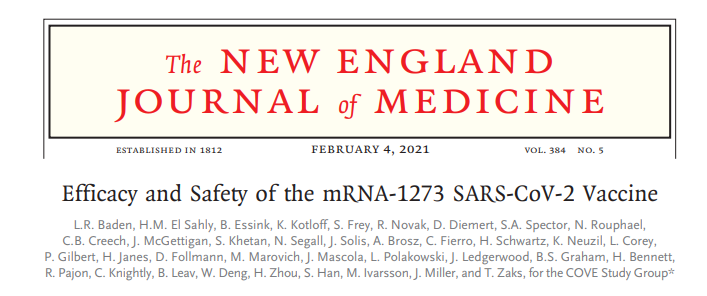 The NEW ENGLAND
JOURNAL of MEDICINE
ESTABLISHED IN 1812 FEBRUARY 4, 2021 VOL. 384 NO. 5
Efficacy and Safety of the mRNA-1273 SARS-CoV-2 Vaccine
L.R. Baden, H.M. El Sahly, B. Essink, K. Kotloff, S. Frey, R. Novak, D. Diemert, S.A. Spector, N. Rouphael,
C.B. Creech, J. McGettigan, S. Khetan, N. Segall, J. Solis, A. Brosz, C. Fierro, H. Schwartz, K. Neuzil, L. Corey,
P. Gilbert, H. Janes, D. Follmann, M. Marovich, J. Mascola, L. Polakowski, J. Ledgerwood, B.S. Graham, H. Bennett,
R. Pajon, C. Knightly, B. Leav, W. Deng, H. Zhou, S. Han, M. Ivarsson, J. Miller, and T. Zaks, for the COVE Study Group*